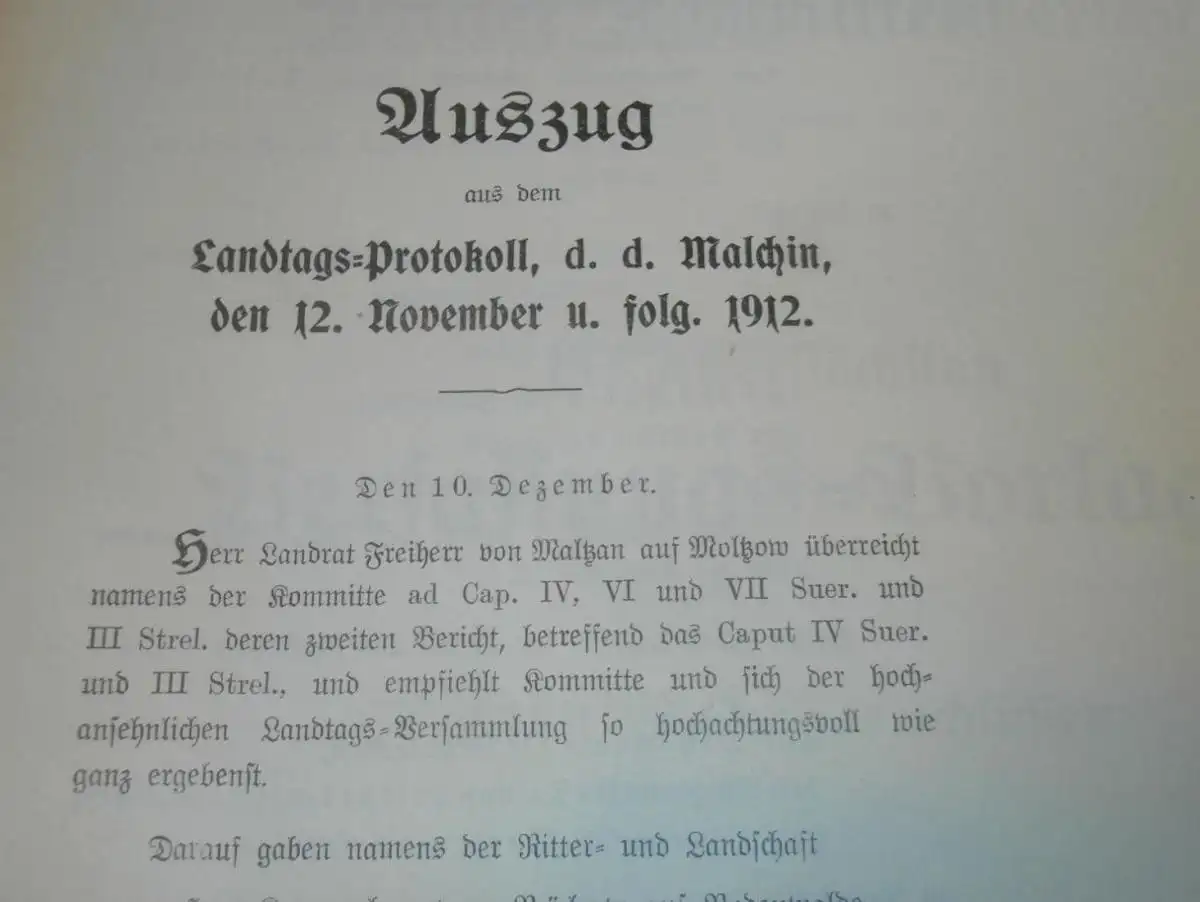 Auszug
aus dem
Landtags=Protokoll, d. d. Malchin,
den 12. November u. folg. 1912.
Den 10. Dezember.
Herr Landrat Freiherr von Maltzan auf Moltzow überreicht
namens der Kommitte ad Cap. IV, VI und VII Suer. und
III Strel. deren zweiten Bericht, betreffend das Caput IV Suer.
und III Strel., und empfiehlt Kommitte und sich der hoch=
ansehnlichen Landtags=Versammlung so hochachtungsvoll wie
ganz ergebenst.
Darauf gaben namens der Ritter= und Landschaft